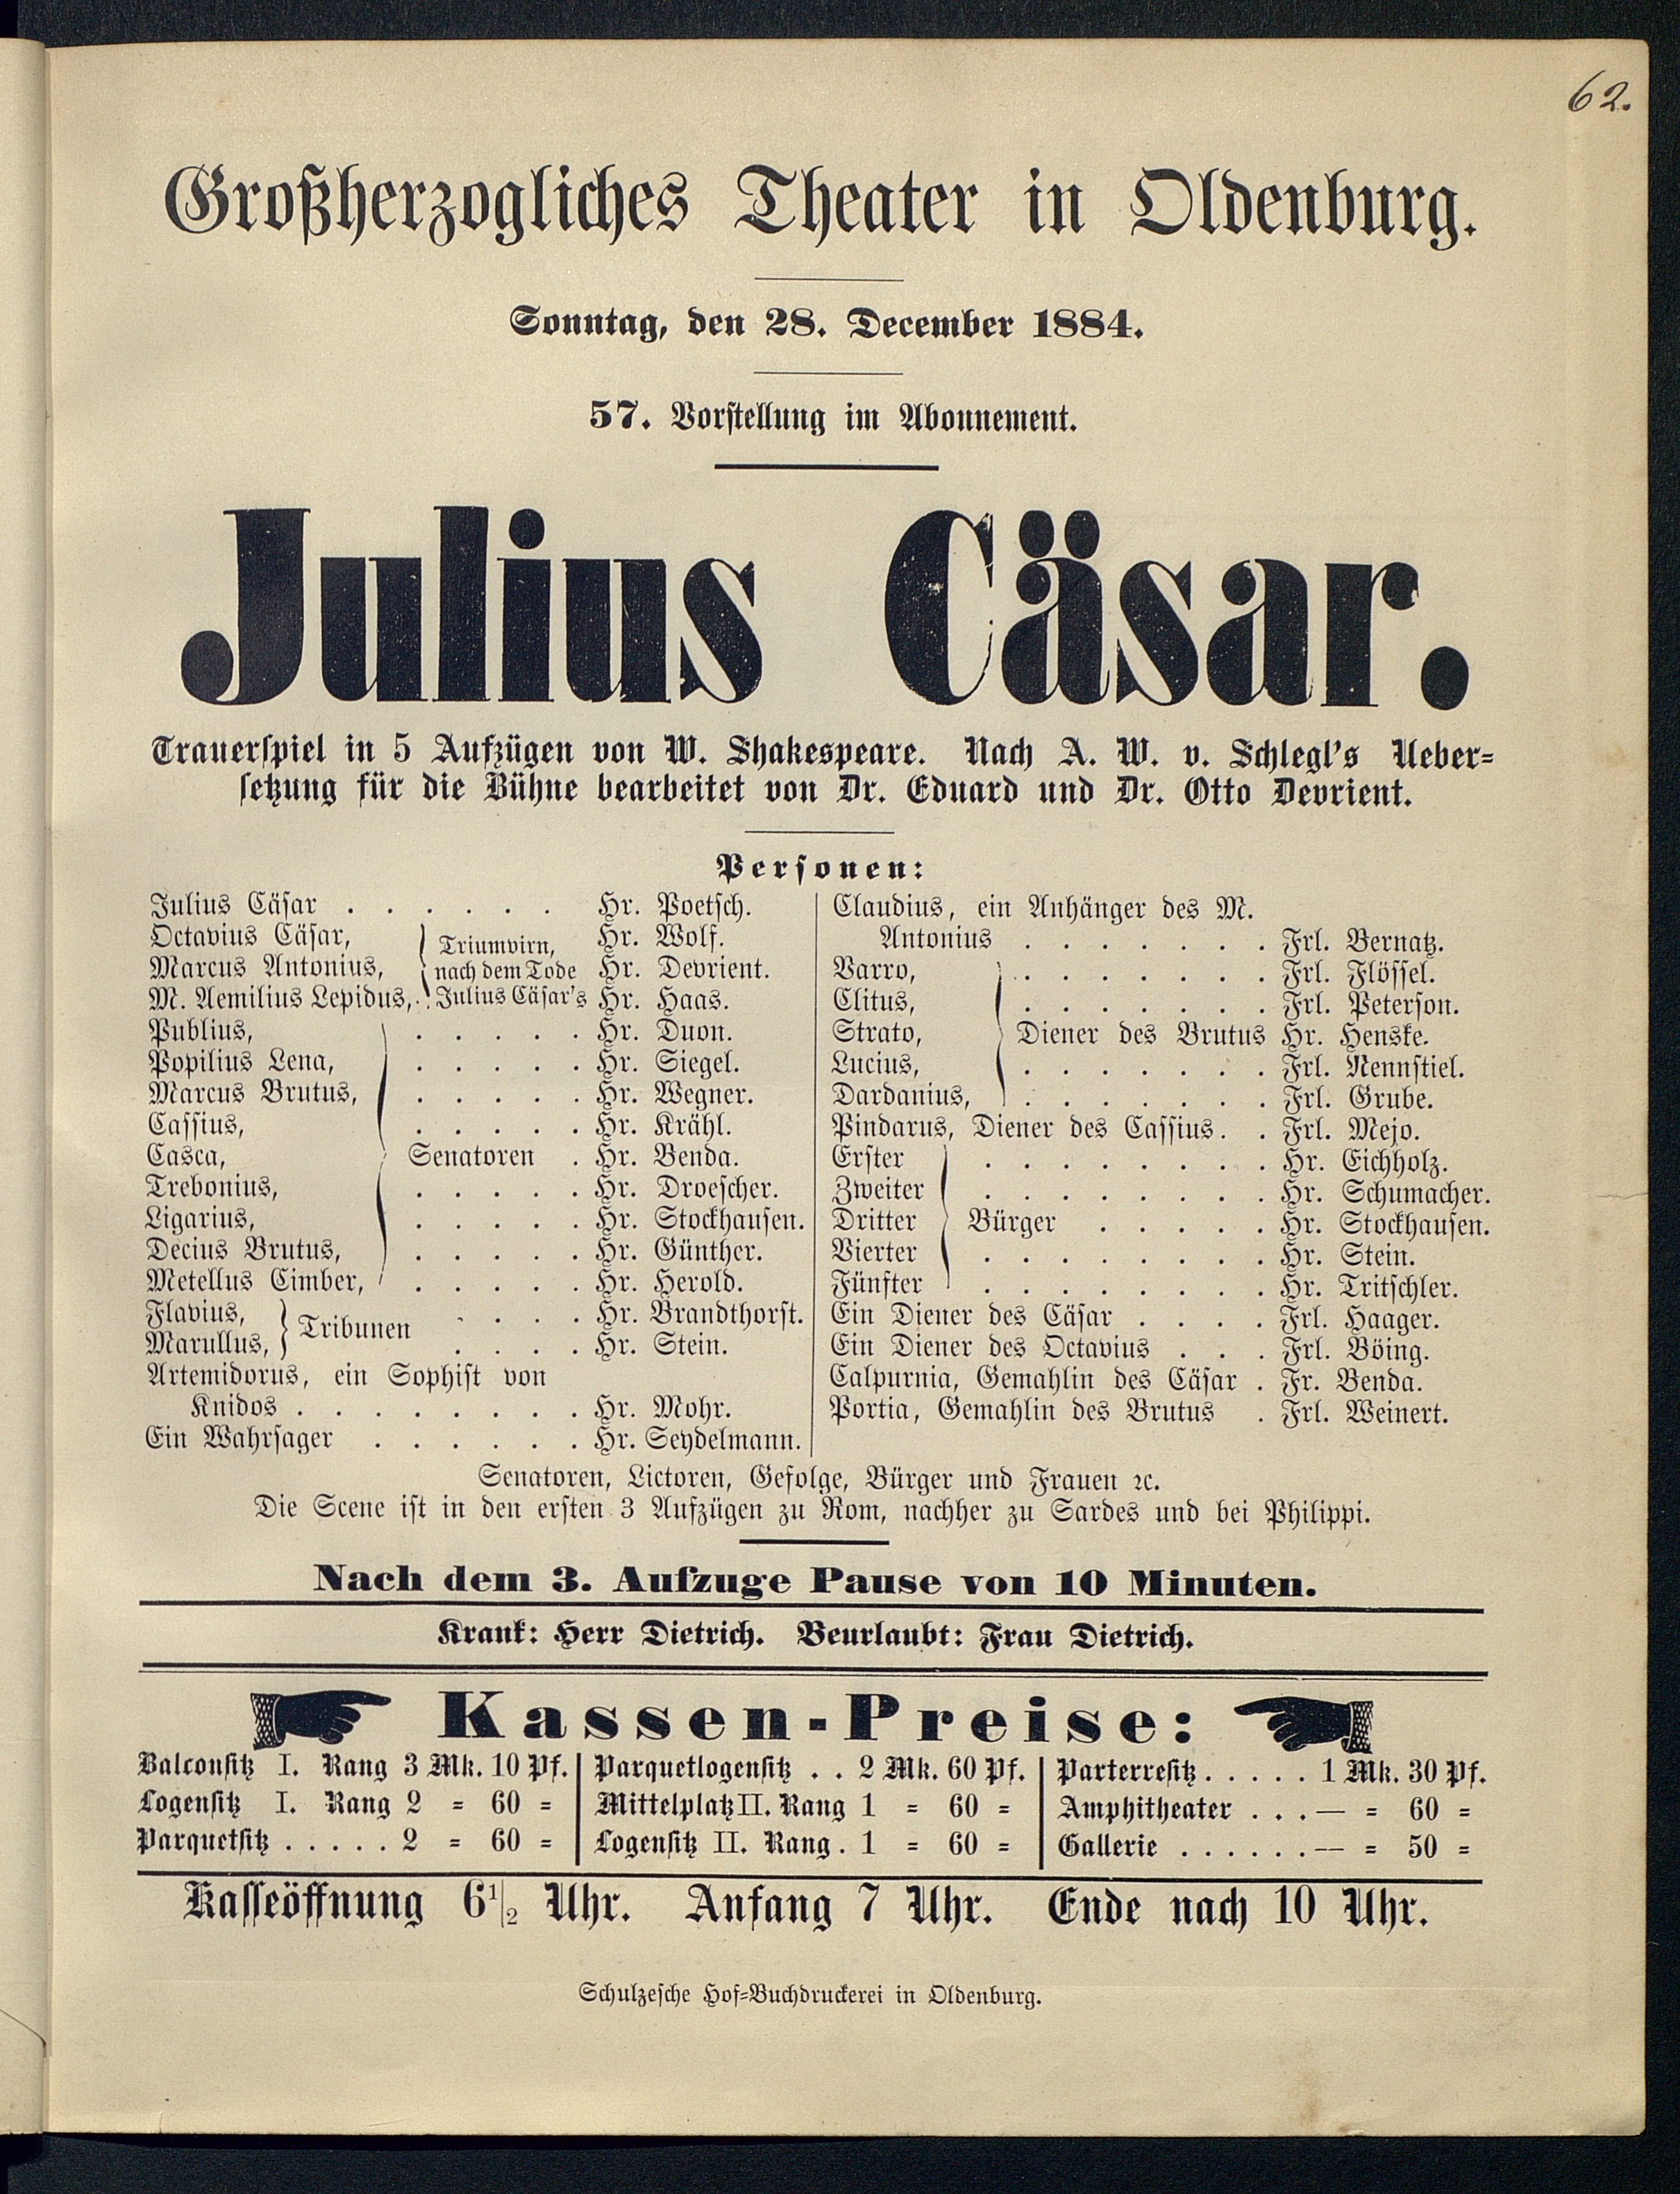 62.
Großherzogliches Theater in Oldenburg.
Sonntag, den 28. December 1884.
57. Vorstellung im Abonnement.
Julius Cäsar.
Trauerspiel in 5 Aufzügen von W. Shakespeare. Nach A. W. v. Schlegl's Ueber-
setzung für die Bühne bearbeitet von Dr. Eduard und Dr. Otto Devrient.
Personen:
Julius Cäsar . . . . . . Hr. Poetsch.
Octavius Cäsar, } Triumvirn, Hr. Wolf.
Marcus Antonius, } nach dem Tode Hr. Devrient.
M. Aemilius Lepidus, } Julius Cäsar's Hr. Haas.
Publius, . . . . . Hr. Duon.
Popilius Lena, . . . . . Hr. Siegel.
Marcus Brutus, . . . . . Hr. Wegner.
Cassius, . . . . . Hr. Krähl.
Casca, } Senatoren . Hr. Benda.
Trebonius, . . . . . Hr. Droescher.
Ligarius, . . . . . Hr. Stockhausen.
Decius Brutus, . . . . . Hr. Günther.
Metellus Cimber, . . . . . Hr. Herold.
Flavius, } Tribunen . . . . Hr. Brandthorst.
Marullus, } . . . . Hr. Stein.
Artemidorus, ein Sophist von
Knidos . . . . . . . . Hr. Mohr.
Ein Wahrsager . . . . . . Hr. Seydelmann.
Claudius, ein Anhänger des M.
Antonius . . . . . . . Frl. Bernatz.
Varro, . . . . . . . Frl. Flössel.
Clitus, . . . . . . . Frl. Peterson.
Strato, } Diener des Brutus Hr. Henske.
Lucius, . . . . . . . Frl. Nennstiel.
Dardanius, . . . . . . . Frl. Grube.
Pindarus, Diener des Cassius . . Frl. Mejo.
Erster . . . . . . . . Hr. Eichholz.
Zweiter . . . . . . . . Hr. Schumacher.
Dritter } Bürger . . . . . Hr. Stockhausen.
Vierter . . . . . . . . Hr. Stein.
Fünfter . . . . . . . . Hr. Tritschler.
Ein Diener des Cäsar . . . . Frl. Haager.
Ein Diener des Octavius . . . Frl. Böing.
Calpurnia, Gemahlin des Cäsar . Fr. Benda.
Portia, Gemahlin des Brutus . Frl. Weinert.
Senatoren, Lictoren, Gefolge, Bürger und Frauen ꝛc.
Die Scene ist in den ersten 3 Aufzügen zu Rom, nachher zu Sardes und bei Philippi.
Nach dem 3. Aufzuge Pause von 10 Minuten.
Krank: Herr Dietrich. Beurlaubt: Frau Dietrich.
Kassen-Preise:
Balconsitz I. Rang 3 Mk. 10 Pf.
Logensitz I. Rang 2 = 60 =
Parquetsitz . . . . . 2 = 60 =
Parquetlogensitz . . 2 Mk. 60 Pf.
Mittelplatz II. Rang 1 = 60 =
Logensitz II. Rang . 1 = 60 =
Parterresitz . . . . . 1 Mk. 30 Pf.
Amphitheater . . . — = 60 =
Gallerie . . . . . . — = 50 =
Kasseöffnung 6 1/2 Uhr. Anfang 7 Uhr. Ende nach 10 Uhr.
Schulzesche Hof-Buchdruckerei in Oldenburg.